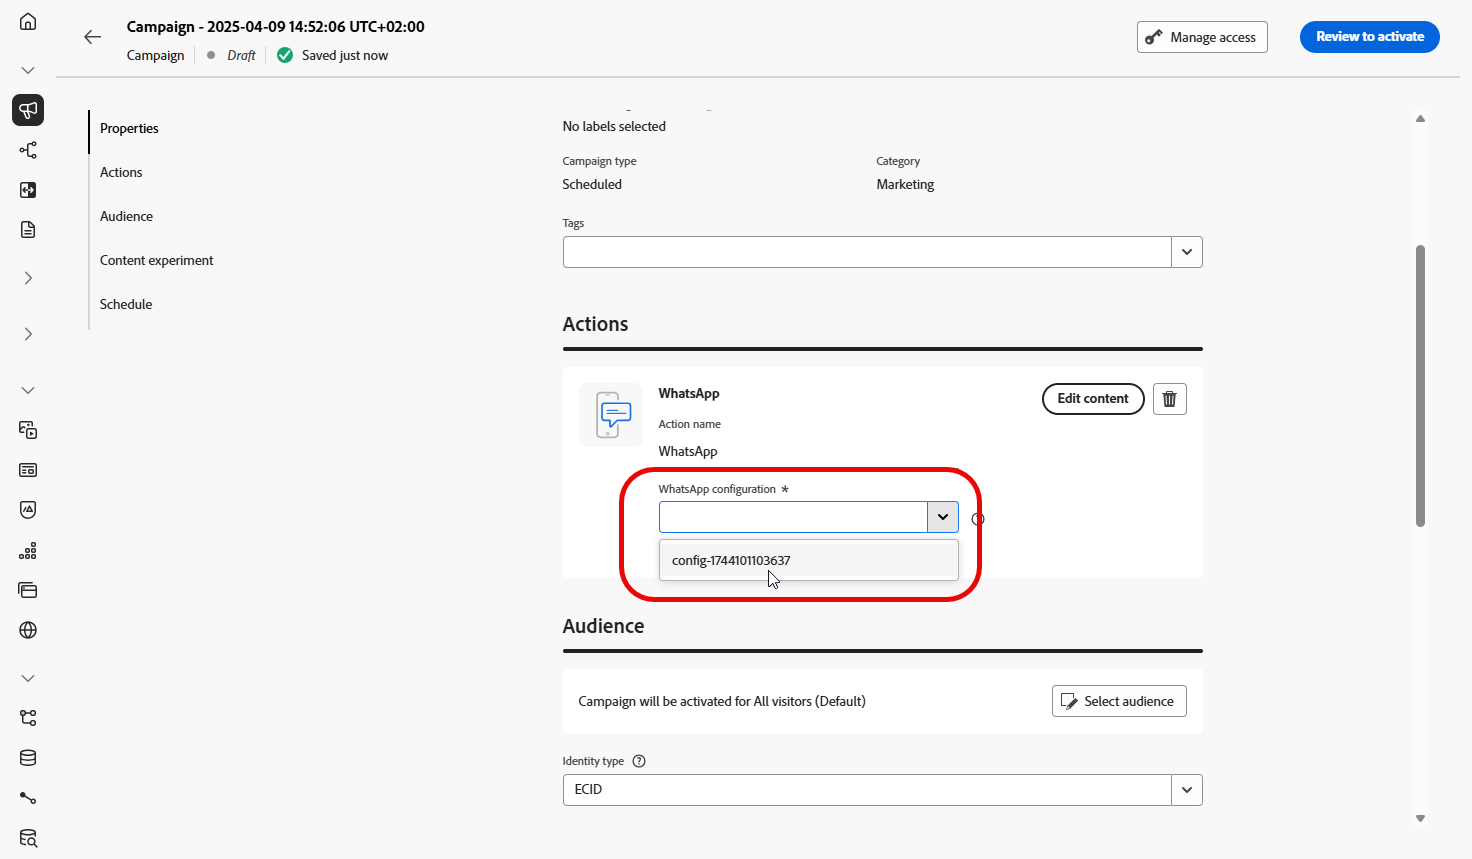 Campaign - 2025-04-09 14:52:06 UTC+02:00
Campaign Draft Saved just now
Manage access
Review to activate
Properties
Actions
Audience
Content experiment
Schedule
No labels selected
Campaign type Category
Scheduled Marketing
Tags
Actions
WhatsApp
Edit content
Action name
WhatsApp
WhatsApp configuration *
config-1744101103637
Audience
Campaign will be activated for All visitors (Default)
Select audience
Identity type
ECID